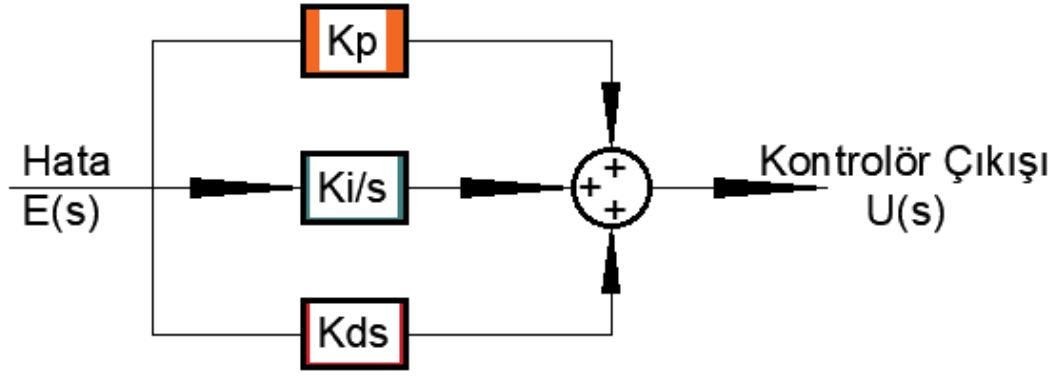 Kp
Hata
E(s)
Ki/s
+
+
+
Kontrolör Çıkışı
U(s)
Kds